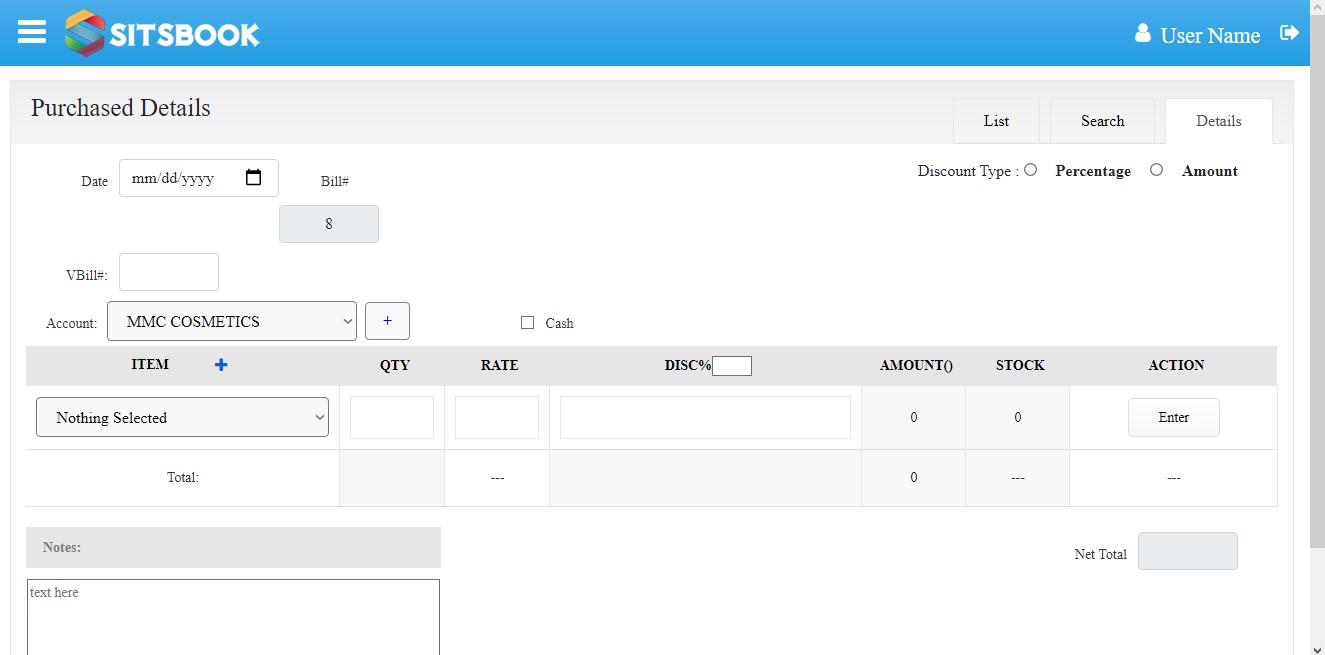 SITSBOOK
User Name
Purchased Details
List
Search
Details
Date
mm/dd/yyyy
Bill#
Discount Type :
Percentage
Amount
8
VBill#:
Account:
MMC COSMETICS
+
Cash
ITEM
QTY
RATE
DISC%
AMOUNT()
STOCK
ACTION
Nothing Selected
0
0
Enter
Total:
---
0
---
---
Notes:
Net Total
text here